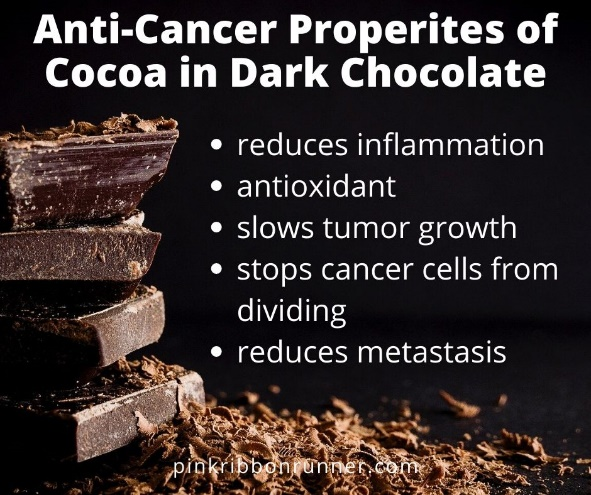 Anti-Cancer Properites of
Cocoa in Dark Chocolate
• reduces inflammation
• antioxidant
• slows tumor growth
• stops cancer cells from
dividing
• reduces metastasis
pinkribbonrunner.com